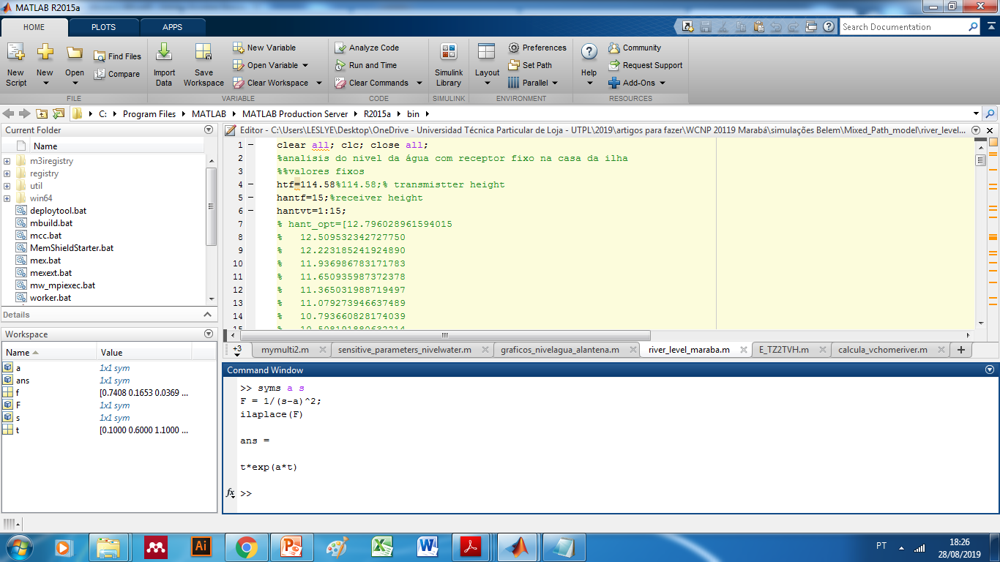 MATLAB R2015a
HOME
PLOTS
APPS
Search Documentation
New Script
New
Open
Find Files
Compare
FILE
Import Data
Save Workspace
New Variable
Open Variable
Clear Workspace
VARIABLE
Analyze Code
Run and Time
Clear Commands
CODE
Simulink Library
SIMULINK
Layout
Preferences
Set Path
Parallel
ENVIRONMENT
Help
Community
Request Support
Add-Ons
RESOURCES
C: Program Files MATLAB MATLAB Production Server R2015a bin
Current Folder
Name
m3iregistry
registry
util
win64
deploytool.bat
mbuild.bat
mcc.bat
MemShieldStarter.bat
mex.bat
mexext.bat
mw_mpiexec.bat
worker.bat
Details
Workspace
Name Value
a 1x1 sym
ans 1x1 sym
f [0.7408 0.1653 0.0369 ...
F 1x1 sym
s 1x1 sym
t [0.1000 0.6000 1.1000 ...
Editor - C:\Users\LESLYE\Desktop\OneDrive - Universidad Técnica Particular de Loja - UTPL\2019\artigos para fazer\WCNP 20119 Marabá\simulações Belem\Mixed_Path_model\river_level...
1 – clear all; clc; close all;
2 %analisis do nivel da água com receptor fixo na casa da ilha
3 %%valores fixos
4 – htf=114.58%114.58;% transmistter height
5 – hantf=15;%receiver height
6 – hantvt=1:15;
7 % hant_opt=[12.796028961594015
8 % 12.509532342727750
9 % 12.223185241924890
10 % 11.936986783171783
11 % 11.650935987372378
12 % 11.365031988719497
13 % 11.079273946637489
14 % 10.793660828174039
15 % 10.508191880632214
+3
mymulti2.m
sensitive_parameters_nivelwater.m
graficos_nivelagua_alantena.m
river_level_maraba.m
E_TZ2TVH.m
calcula_vchomeriver.m
Command Window
>> syms a s
F = 1/(s-a)^2;
ilaplace(F)
ans =
t*exp(a*t)
fx >>
Ai
PT
18:26
28/08/2019